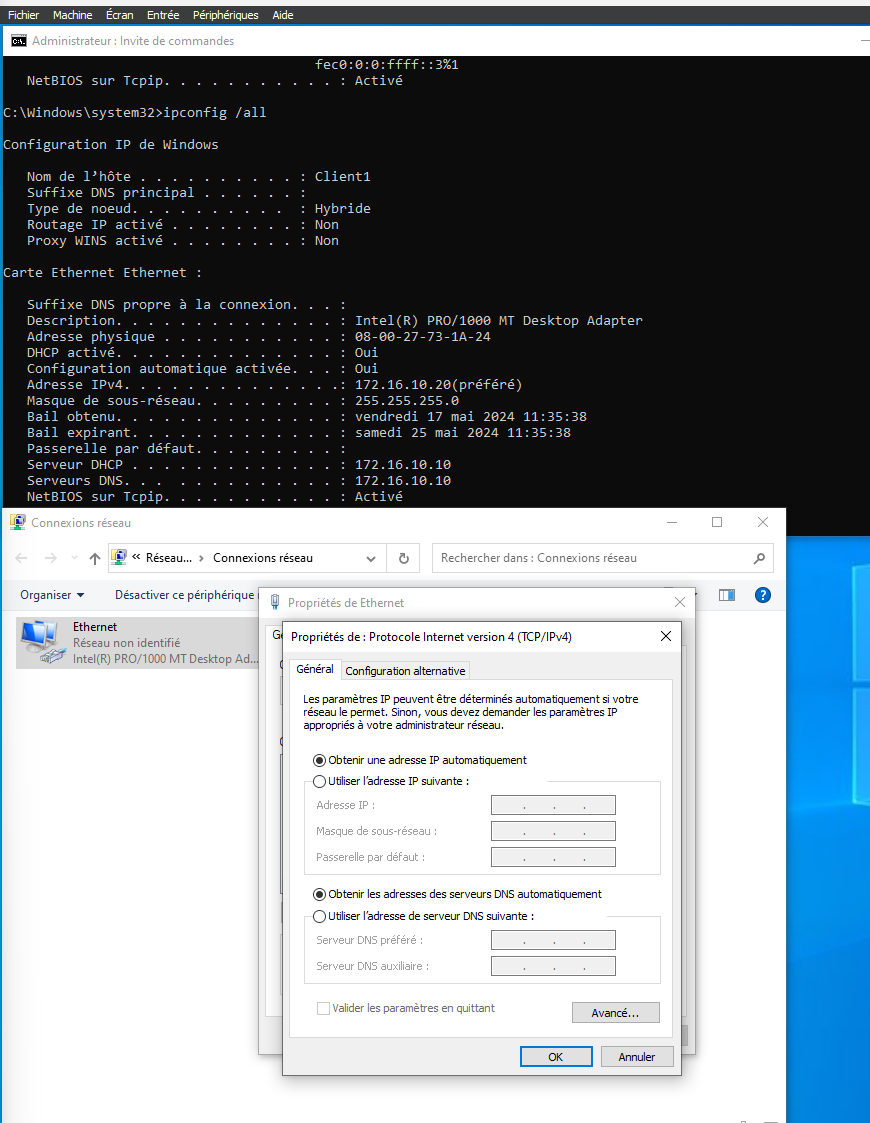 Fichier Machine Écran Entrée Périphériques Aide
Administrateur : Invite de commandes
fec0:0:0:ffff::3%1
NetBIOS sur Tcpip. . . . . . . . . . . : Activé
C:\Windows\system32>ipconfig /all
Configuration IP de Windows
Nom de l’hôte . . . . . . . . . . : Client1
Suffixe DNS principal . . . . . . :
Type de noeud. . . . . . . . . . : Hybride
Routage IP activé . . . . . . . . : Non
Proxy WINS activé . . . . . . . . : Non
Carte Ethernet Ethernet :
Suffixe DNS propre à la connexion. . . :
Description. . . . . . . . . . . . . . : Intel(R) PRO/1000 MT Desktop Adapter
Adresse physique . . . . . . . . . . . : 08-00-27-73-1A-24
DHCP activé. . . . . . . . . . . . . . : Oui
Configuration automatique activée. . . : Oui
Adresse IPv4. . . . . . . . . . . . . .: 172.16.10.20(préféré)
Masque de sous-réseau. . . . . . . . . : 255.255.255.0
Bail obtenu. . . . . . . . . . . . . . : vendredi 17 mai 2024 11:35:38
Bail expirant. . . . . . . . . . . . . : samedi 25 mai 2024 11:35:38
Passerelle par défaut. . . . . . . . . :
Serveur DHCP . . . . . . . . . . . . . : 172.16.10.10
Serveurs DNS. . . . . . . . . . . . . : 172.16.10.10
NetBIOS sur Tcpip. . . . . . . . . . . : Activé
Connexions réseau
« Réseau... › Connexions réseau
Rechercher dans : Connexions réseau
Organiser
Désactiver ce périphérique
Ethernet
Réseau non identifié
Intel(R) PRO/1000 MT Desktop Ad...
Propriétés de Ethernet
Propriétés de : Protocole Internet version 4 (TCP/IPv4)
Général
Configuration alternative
Les paramètres IP peuvent être déterminés automatiquement si votre
réseau le permet. Sinon, vous devez demander les paramètres IP
appropriés à votre administrateur réseau.
Obtenir une adresse IP automatiquement
Utiliser l’adresse IP suivante :
Adresse IP :
Masque de sous-réseau :
Passerelle par défaut :
Obtenir les adresses des serveurs DNS automatiquement
Utiliser l’adresse de serveur DNS suivante :
Serveur DNS préféré :
Serveur DNS auxiliaire :
Valider les paramètres en quittant
Avancé...
OK
Annuler